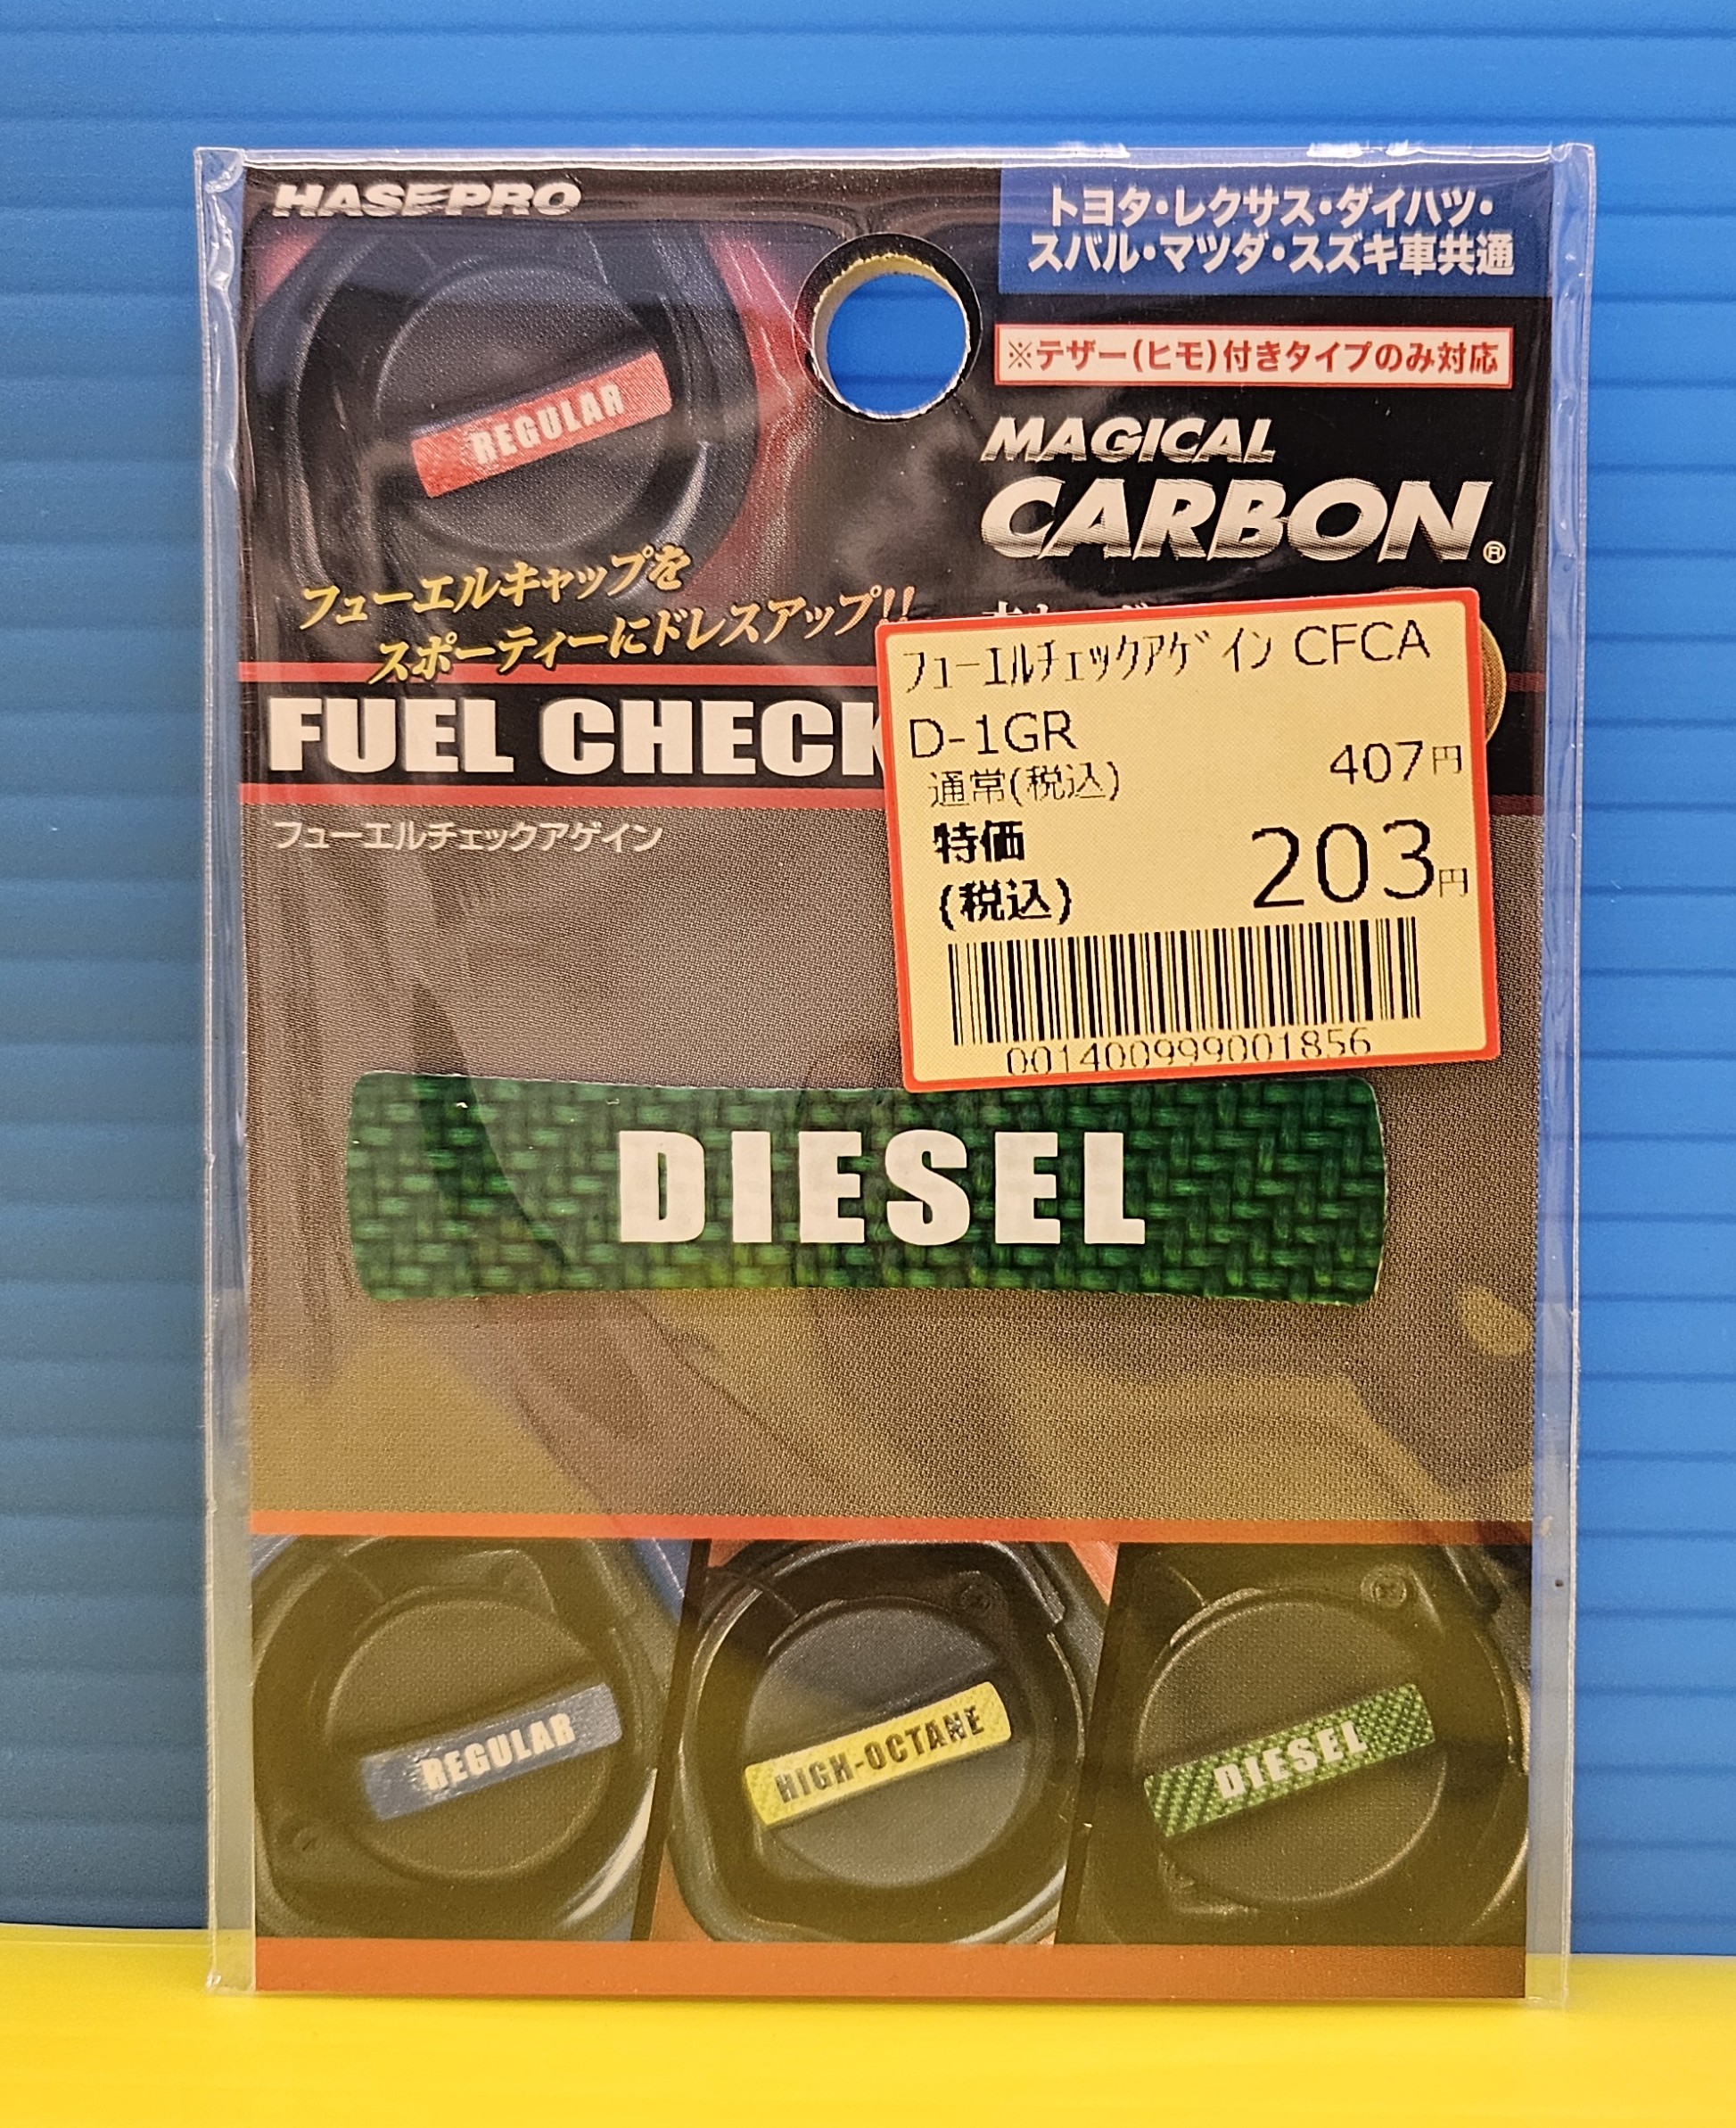 HASEPRO
トヨタ・レクサス・ダイハツ・
スバル・マツダ・スズキ車共通
※テザー(ヒモ)付きタイプのみ対応
REGULAR
MAGICAL
CARBON®
フューエルキャップを
スポーティーにドレスアップ!!
FUEL CHECK
フューエルチェックアゲイン
ﾌｭｰｴﾙﾁｪｯｸｱｹﾞｲﾝ CFCA
D-1GR
通常(税込) 407円
特価
(税込) 203円
001400999001856
DIESEL
REGULAR
HIGH-OCTANE
DIESEL